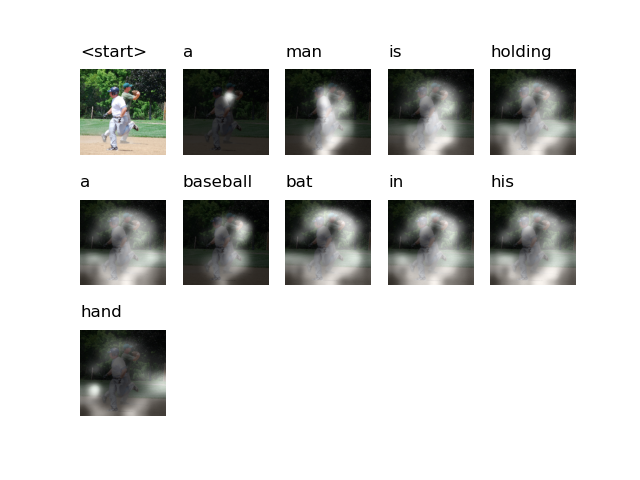 <start> a man is holding
a baseball bat in his
hand